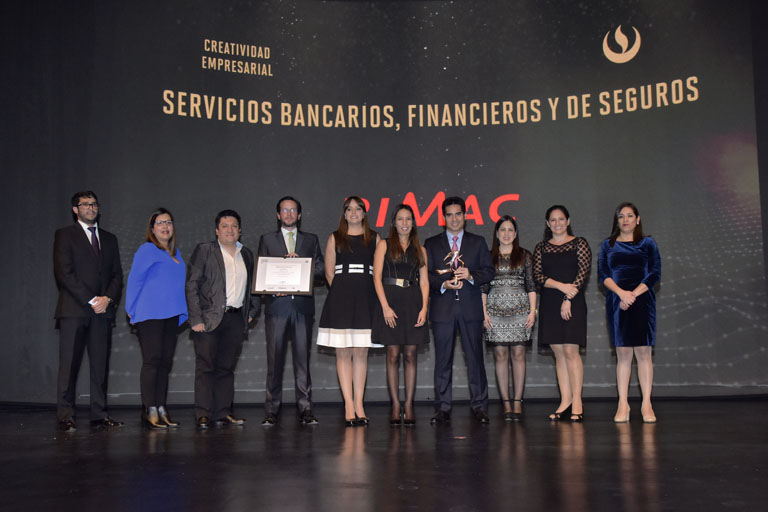 CREATIVIDAD
EMPRESARIAL
SERVICIOS BANCARIOS, FINANCIEROS Y DE SEGUROS
RIMAC